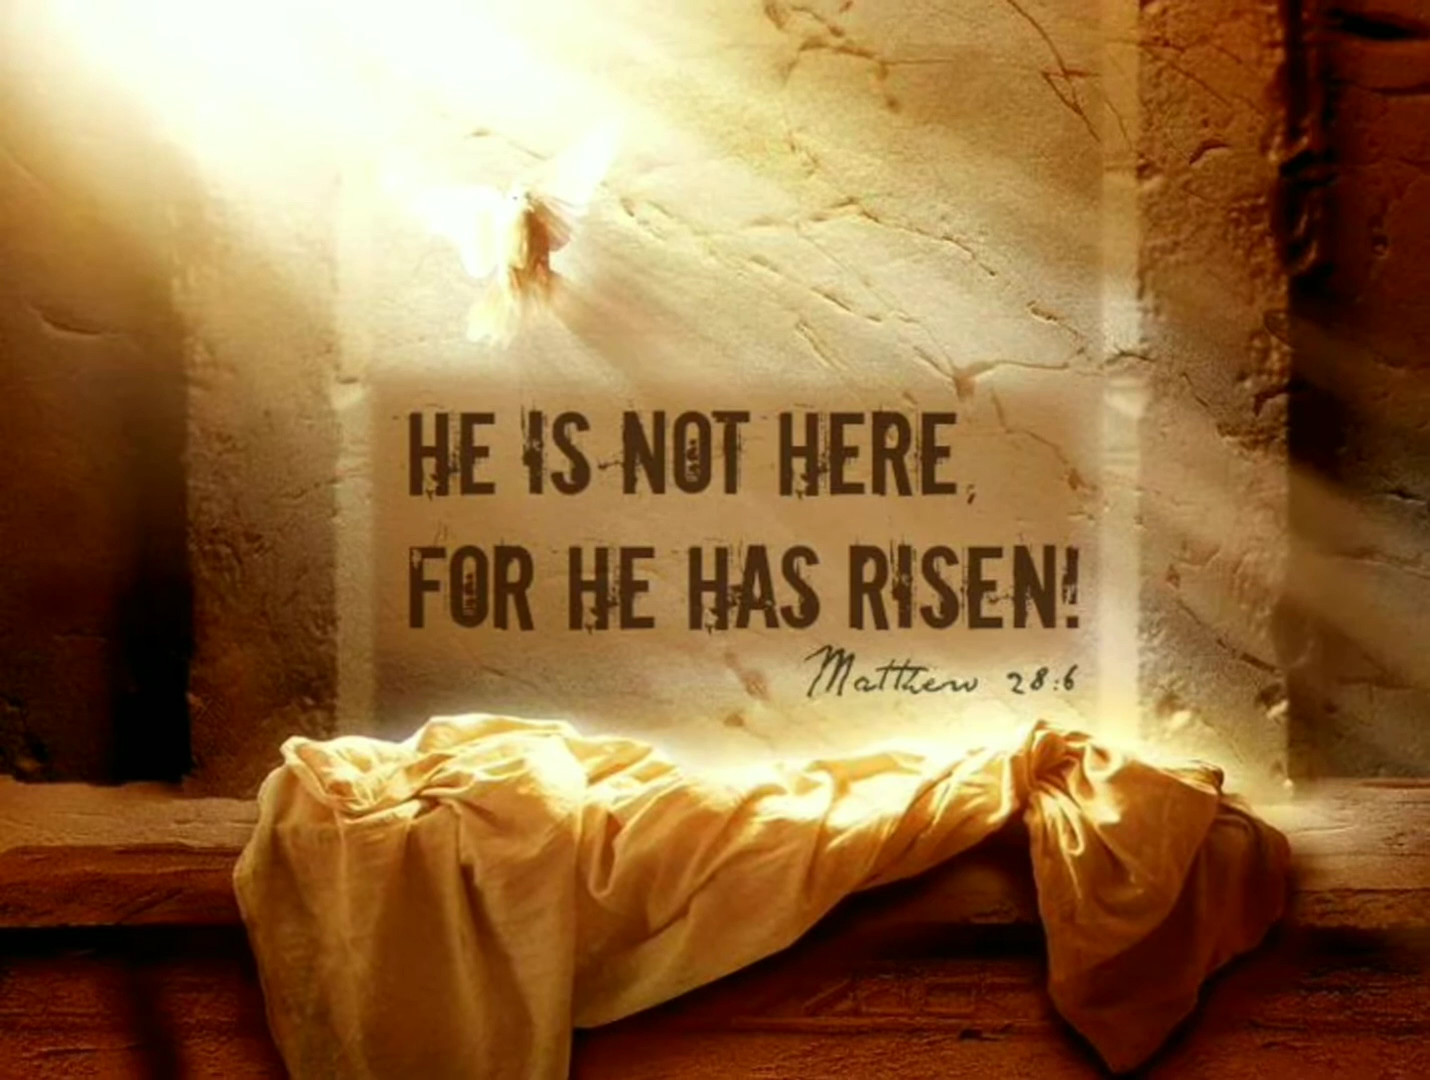 HE IS NOT HERE,
FOR HE HAS RISEN!
Matthew 28:6